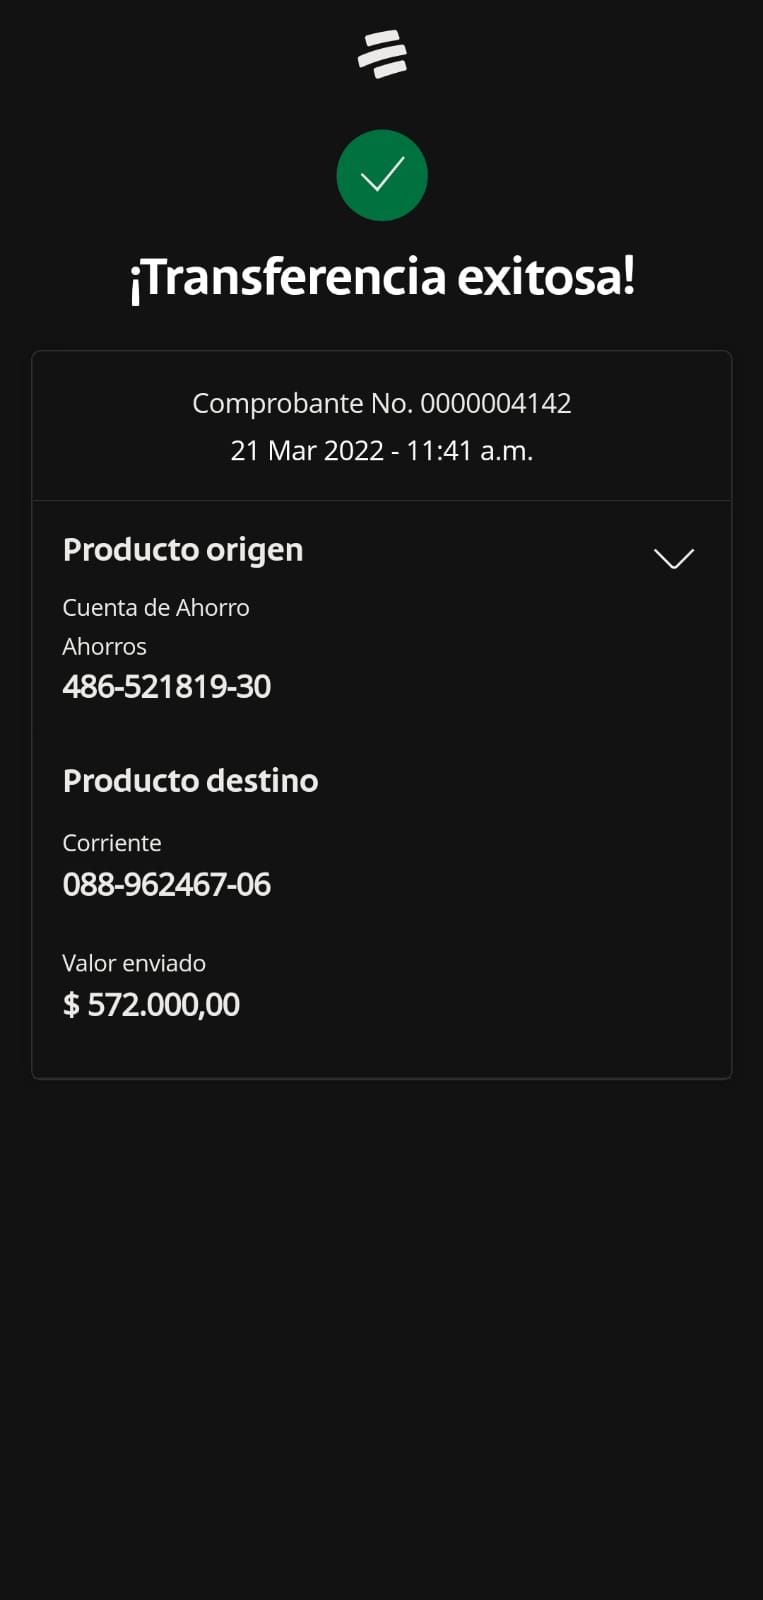 ¡Transferencia exitosa!
Comprobante No. 0000004142
21 Mar 2022 - 11:41 a.m.
Producto origen
Cuenta de Ahorro
Ahorros
486-521819-30
Producto destino
Corriente
088-962467-06
Valor enviado
$ 572.000,00